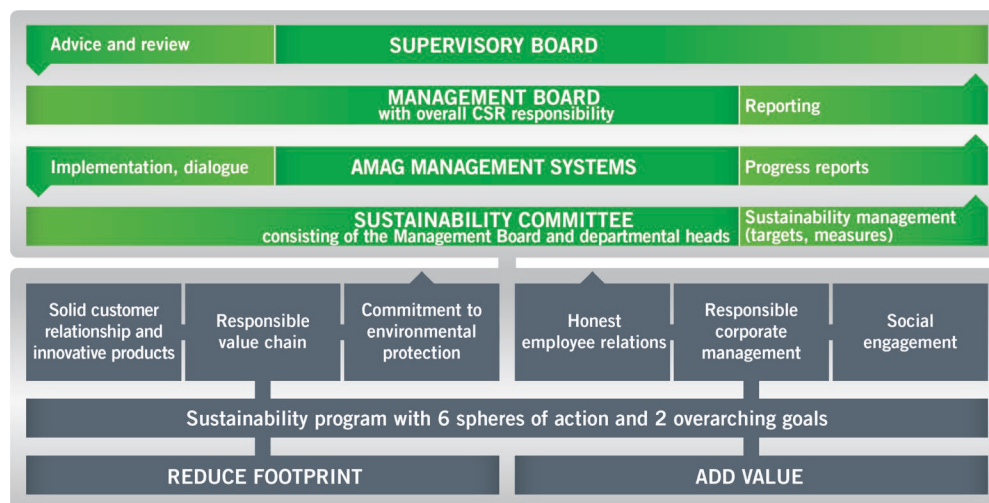 Advice and review
SUPERVISORY BOARD
MANAGEMENT BOARD
with overall CSR responsibility
Reporting
Implementation, dialogue
AMAG MANAGEMENT SYSTEMS
Progress reports
SUSTAINABILITY COMMITTEE
consisting of the Management Board and departmental heads
Sustainability management
(targets, measures)
Solid customer
relationship and
innovative products
Responsible
value chain
Commitment to
environmental
protection
Honest
employee relations
Responsible
corporate
management
Social
engagement
Sustainability program with 6 spheres of action and 2 overarching goals
REDUCE FOOTPRINT
ADD VALUE